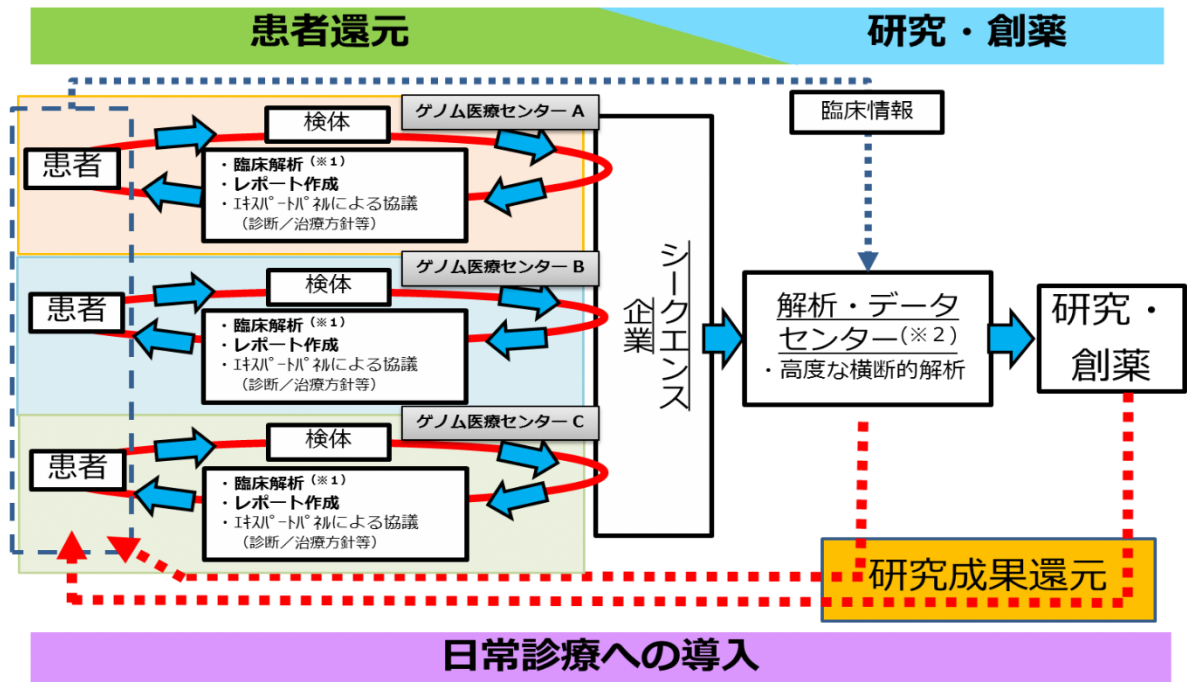 患者還元
研究・創薬
ゲノム医療センターA
検体
患者
・臨床解析(※1)
・レポート作成
・エキスパートパネルによる協議
(診断/治療方針等)
臨床情報
ゲノム医療センターB
検体
患者
・臨床解析(※1)
・レポート作成
・エキスパートパネルによる協議
(診断/治療方針等)
シークエンス
企業
解析・データ
センター(※2)
・高度な横断的解析
研究・
創薬
ゲノム医療センターC
検体
患者
・臨床解析(※1)
・レポート作成
・エキスパートパネルによる協議
(診断/治療方針等)
研究成果還元
日常診療への導入